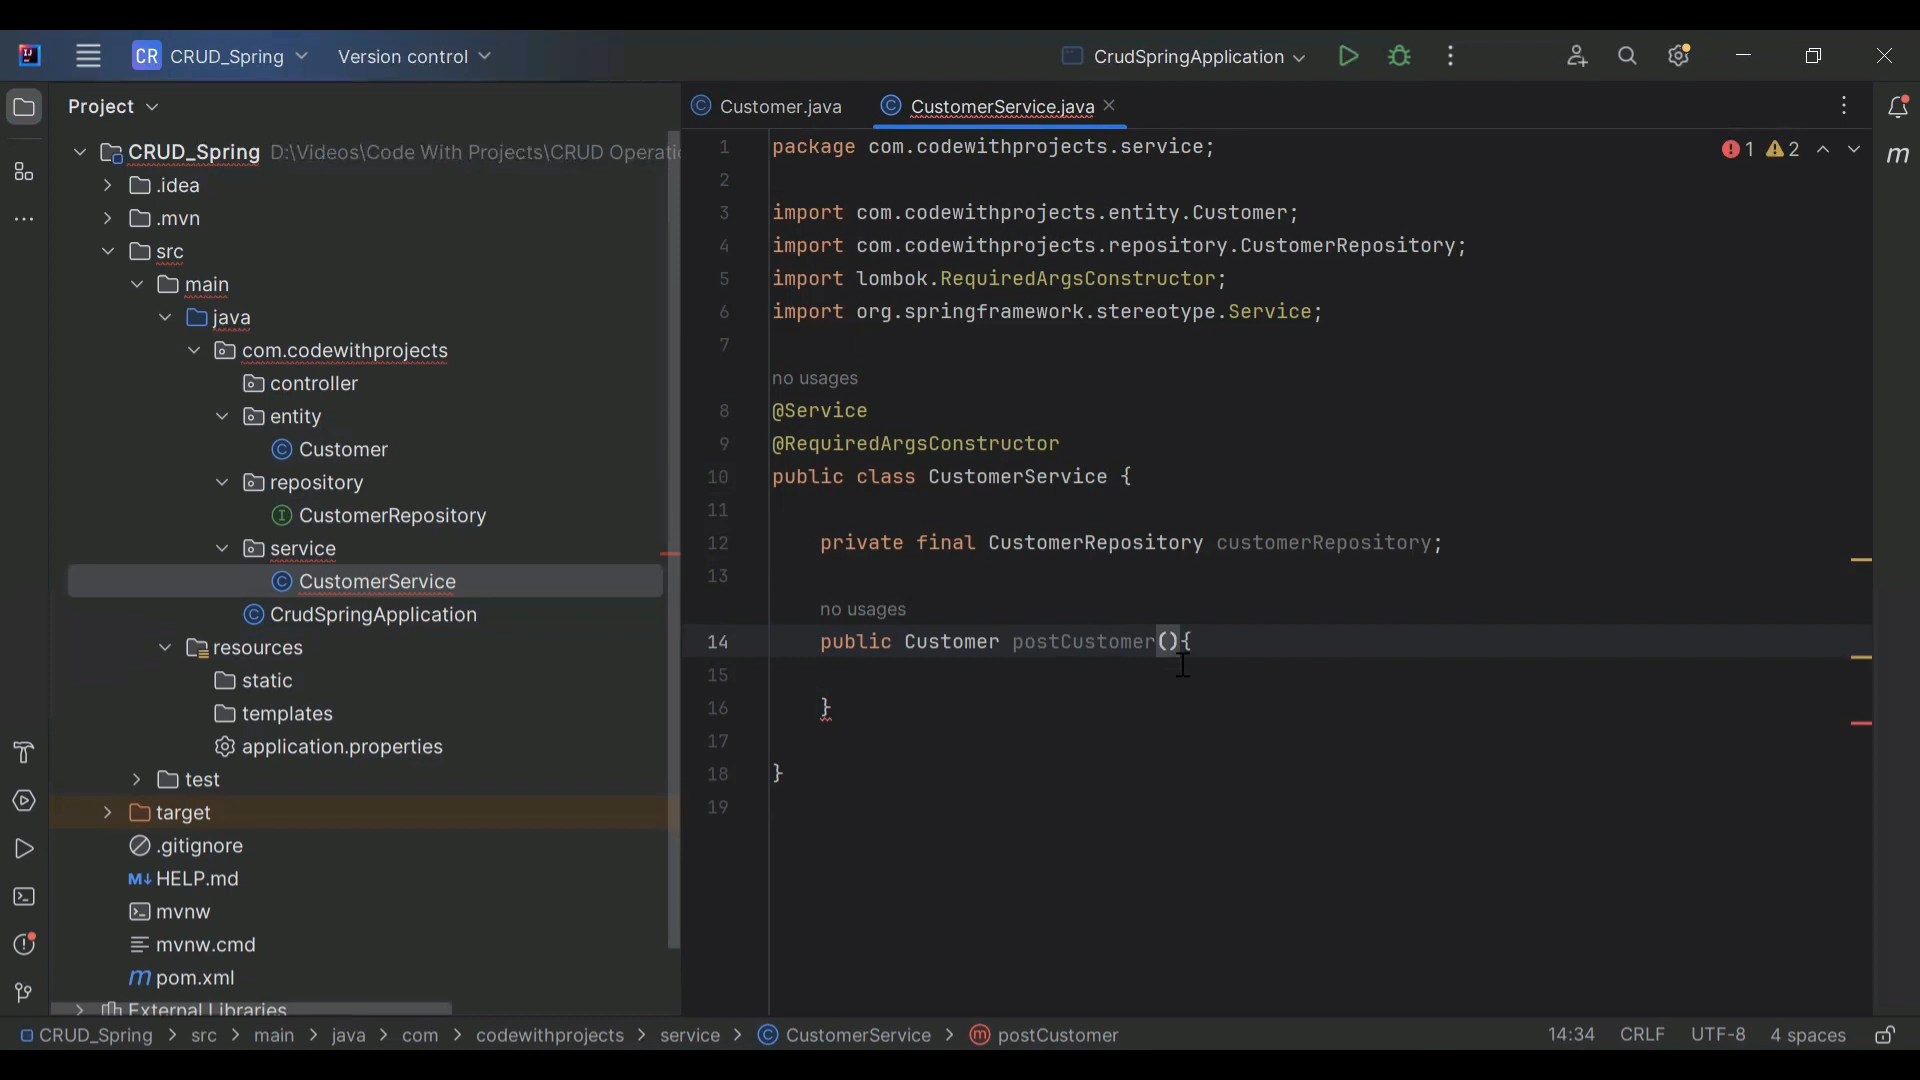 CR CRUD_Spring Version control CrudSpringApplication
Project
CRUD_Spring D:\Videos\Code With Projects\CRUD Operatio
.idea
.mvn
src
main
java
com.codewithprojects
controller
entity
Customer
repository
CustomerRepository
service
CustomerService
CrudSpringApplication
resources
static
templates
application.properties
test
target
.gitignore
M↓ HELP.md
mvnw
mvnw.cmd
m pom.xml
External Libraries
Customer.java CustomerService.java
1 2
1 package com.codewithprojects.service;
2
3 import com.codewithprojects.entity.Customer;
4 import com.codewithprojects.repository.CustomerRepository;
5 import lombok.RequiredArgsConstructor;
6 import org.springframework.stereotype.Service;
7
no usages
8 @Service
9 @RequiredArgsConstructor
10 public class CustomerService {
11
12 private final CustomerRepository customerRepository;
13
no usages
14 public Customer postCustomer(){
15
16 }
17
18 }
19
m
CRUD_Spring > src > main > java > com > codewithprojects > service > CustomerService > postCustomer 14:34 CRLF UTF-8 4 spaces